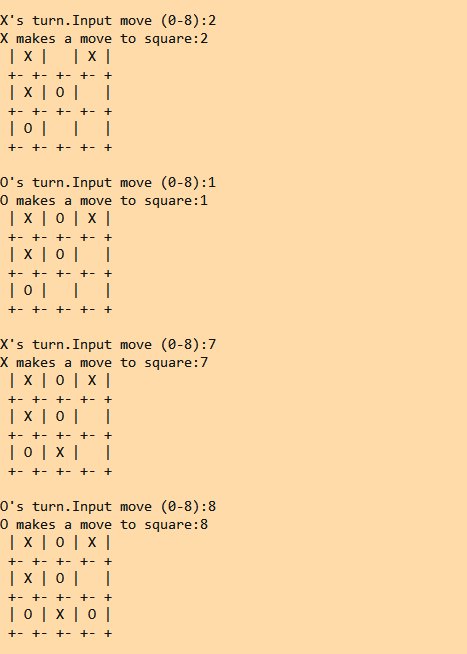 X's turn.Input move (0-8):2
X makes a move to square:2
| X |   | X |
+- +- +- +- +
| X | O |   |
+- +- +- +- +
| O |   |   |
+- +- +- +- +
O's turn.Input move (0-8):1
O makes a move to square:1
| X | O | X |
+- +- +- +- +
| X | O |   |
+- +- +- +- +
| O |   |   |
+- +- +- +- +
X's turn.Input move (0-8):7
X makes a move to square:7
| X | O | X |
+- +- +- +- +
| X | O |   |
+- +- +- +- +
| O | X |   |
+- +- +- +- +
O's turn.Input move (0-8):8
O makes a move to square:8
| X | O | X |
+- +- +- +- +
| X | O |   |
+- +- +- +- +
| O | X | O |
+- +- +- +- +